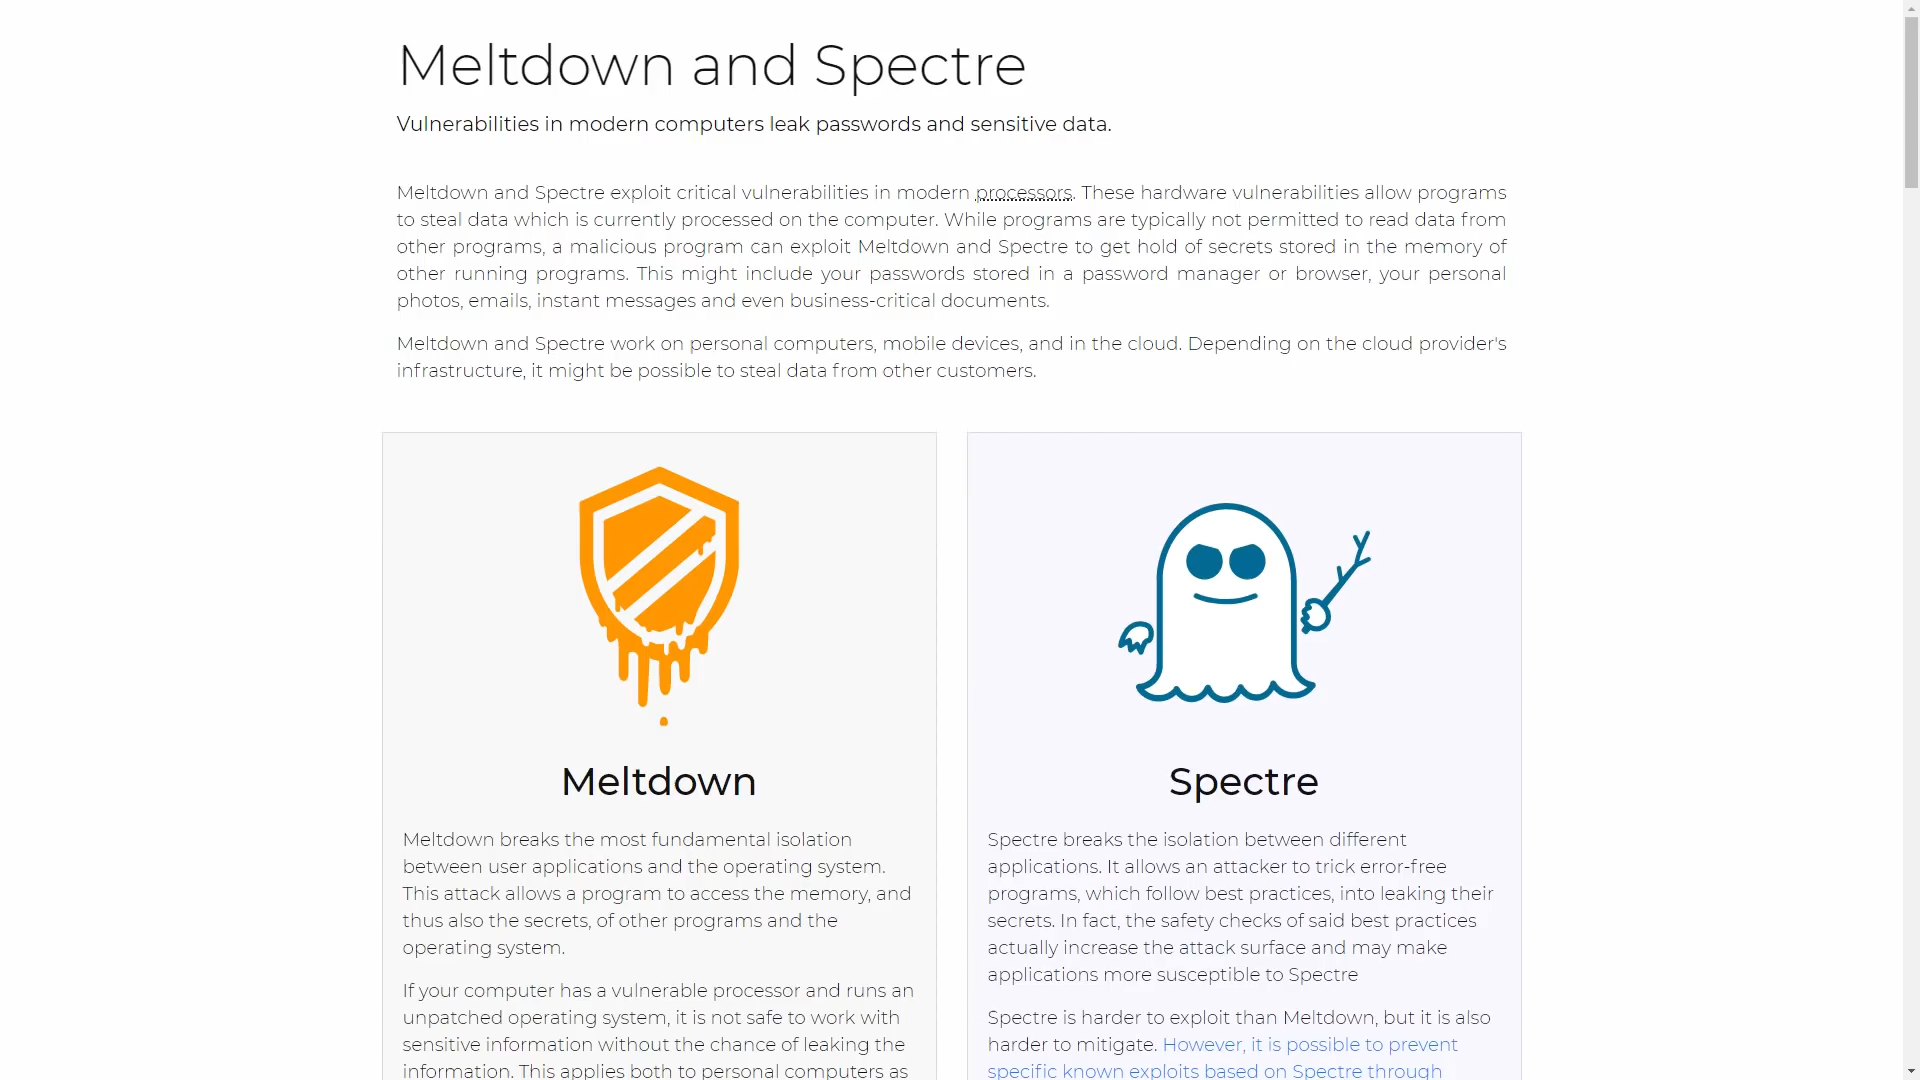 Meltdown and Spectre
Vulnerabilities in modern computers leak passwords and sensitive data.
Meltdown and Spectre exploit critical vulnerabilities in modern processors. These hardware vulnerabilities allow programs
to steal data which is currently processed on the computer. While programs are typically not permitted to read data from
other programs, a malicious program can exploit Meltdown and Spectre to get hold of secrets stored in the memory of
other running programs. This might include your passwords stored in a password manager or browser, your personal
photos, emails, instant messages and even business-critical documents.
Meltdown and Spectre work on personal computers, mobile devices, and in the cloud. Depending on the cloud provider's
infrastructure, it might be possible to steal data from other customers.
Meltdown
Meltdown breaks the most fundamental isolation
between user applications and the operating system.
This attack allows a program to access the memory, and
thus also the secrets, of other programs and the
operating system.
If your computer has a vulnerable processor and runs an
unpatched operating system, it is not safe to work with
sensitive information without the chance of leaking the
information. This applies both to personal computers as
Spectre
Spectre breaks the isolation between different
applications. It allows an attacker to trick error-free
programs, which follow best practices, into leaking their
secrets. In fact, the safety checks of said best practices
actually increase the attack surface and may make
applications more susceptible to Spectre
Spectre is harder to exploit than Meltdown, but it is also
harder to mitigate. However, it is possible to prevent
specific known exploits based on Spectre through